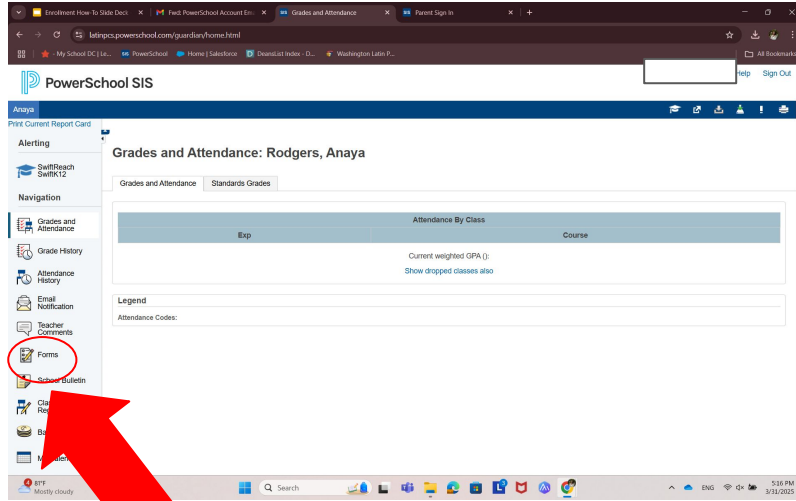 Enrollment How-To Slide Deck
Fwd: PowerSchool Account Em
Grades and Attendance
Parent Sign In
latinpcs.powerschool.com/guardian/home.html
- My School DC | Le...
PowerSchool
Home | Salesforce
DeansList Index - D...
Washington Latin P...
All Bookmarks
PowerSchool SIS
Help
Sign Out
Anaya
Print Current Report Card
Alerting
SwiftReach
SwiftK12
Navigation
Grades and
Attendance
Grade History
Attendance
History
Email
Notification
Teacher
Comments
Forms
School Bulletin
Grades and Attendance: Rodgers, Anaya
Grades and Attendance
Standards Grades
Attendance By Class
Exp
Course
Current weighted GPA ():
Show dropped classes also
Legend
Attendance Codes:
81°F
Mostly cloudy
Search
ENG
5:16 PM
3/31/2025